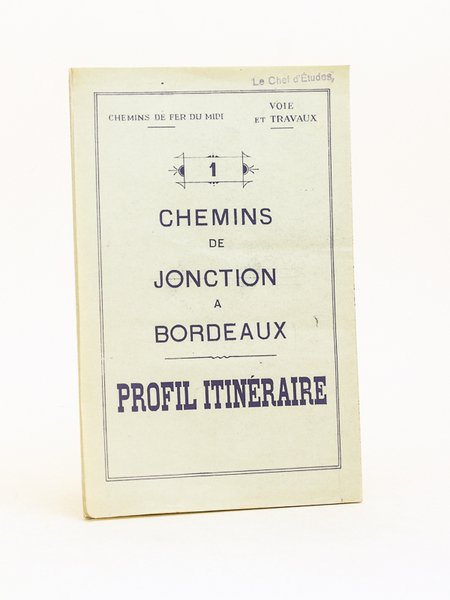 Le Chef d'Études,
CHEMINS DE FER DU MIDI
VOIE
ET TRAVAUX
1
CHEMINS
DE
JONCTION
A
BORDEAUX
PROFIL ITINÉRAIRE